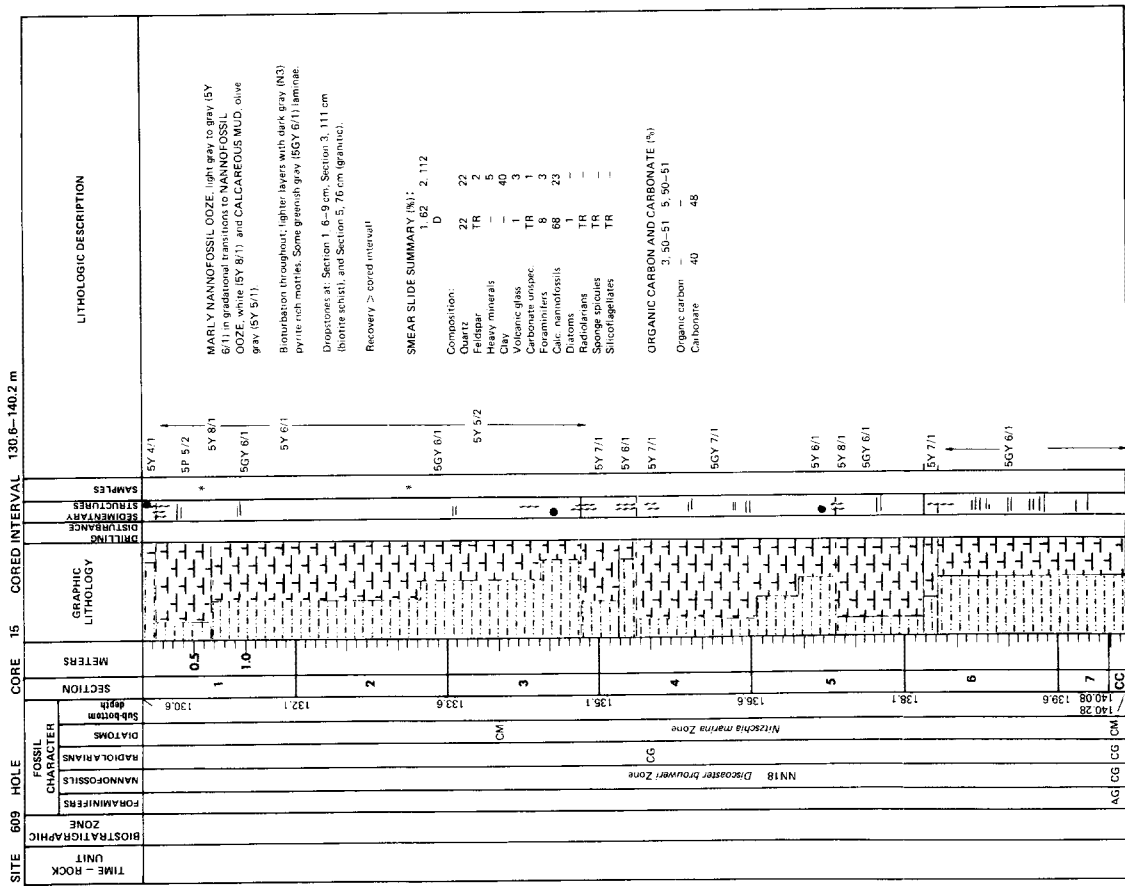 SITE 609 HOLE CORE 15 CORED INTERVAL 130.6–140.2 m
TIME – ROCK
UNIT
BIOSTRATIGRAPHIC
ZONE
FOSSIL
CHARACTER
FORAMINIFERS
NANNOFOSSILS
RADIOLARIANS
DIATOMS
Sub-bottom
depth
SECTION
METERS
GRAPHIC
LITHOLOGY
DRILLING
DISTURBANCE
SEDIMENTARY
STRUCTURES
SAMPLES
LITHOLOGIC DESCRIPTION
AG
CG
NN18 Discoaster brouweri Zone
CG
CG
CM
Nitzschia marina Zone
CM
130.6
132.1
133.6
135.1
136.6
138.1
139.6
140.08
140.28
1
2
3
4
5
6
7
CC
0.5
1.0
*
*
5Y 4/1
5P 5/2
5Y 8/1
5GY 6/1
5Y 6/1
5GY 6/1
5Y 5/2
5Y 7/1
5Y 6/1
5Y 7/1
5GY 7/1
5Y 6/1
5Y 8/1
5GY 6/1
5Y 7/1
5GY 6/1
MARLY NANNOFOSSIL OOZE, light gray to gray (5Y
6/1) in gradational transitions to NANNOFOSSIL
OOZE, white (5Y 8/1) and CALCAREOUS MUD, olive
gray (5Y 5/1).
Bioturbation throughout; lighter layers with dark gray (N3)
pyrite rich mottles. Some greenish gray (5GY 6/1) laminae.
Dropstones at: Section 1, 6–9 cm, Section 3, 111 cm
(biotite schist), and Section 5, 76 cm (granitic).
Recovery > cored interval!
SMEAR SLIDE SUMMARY (%):
1, 62 2, 112
D
Composition:
Quartz 22 22
Feldspar TR 2
Heavy minerals – 5
Clay – 40
Volcanic glass 1 3
Carbonate unspec. TR 1
Foraminifers 8 3
Calc. nannofossils 68 23
Diatoms 1 –
Radiolarians TR –
Sponge spicules TR –
Silicoflagellates TR –
ORGANIC CARBON AND CARBONATE (%)
3, 50–51 5, 50–51
Organic carbon – –
Carbonate 40 48